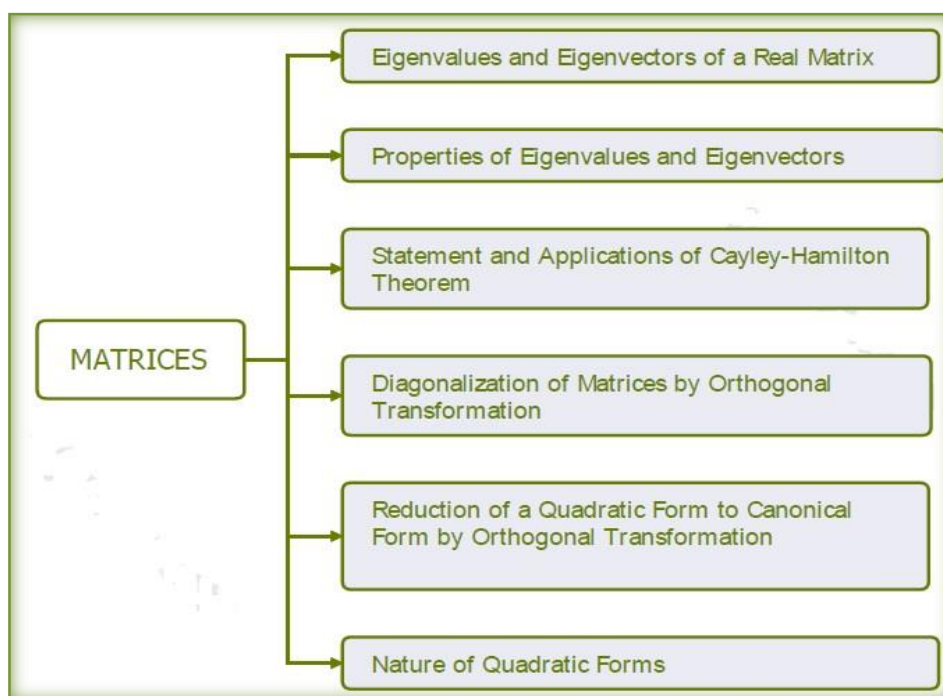 Eigenvalues and Eigenvectors of a Real Matrix
Properties of Eigenvalues and Eigenvectors
Statement and Applications of Cayley-Hamilton
Theorem
MATRICES
Diagonalization of Matrices by Orthogonal
Transformation
Reduction of a Quadratic Form to Canonical
Form by Orthogonal Transformation
Nature of Quadratic Forms